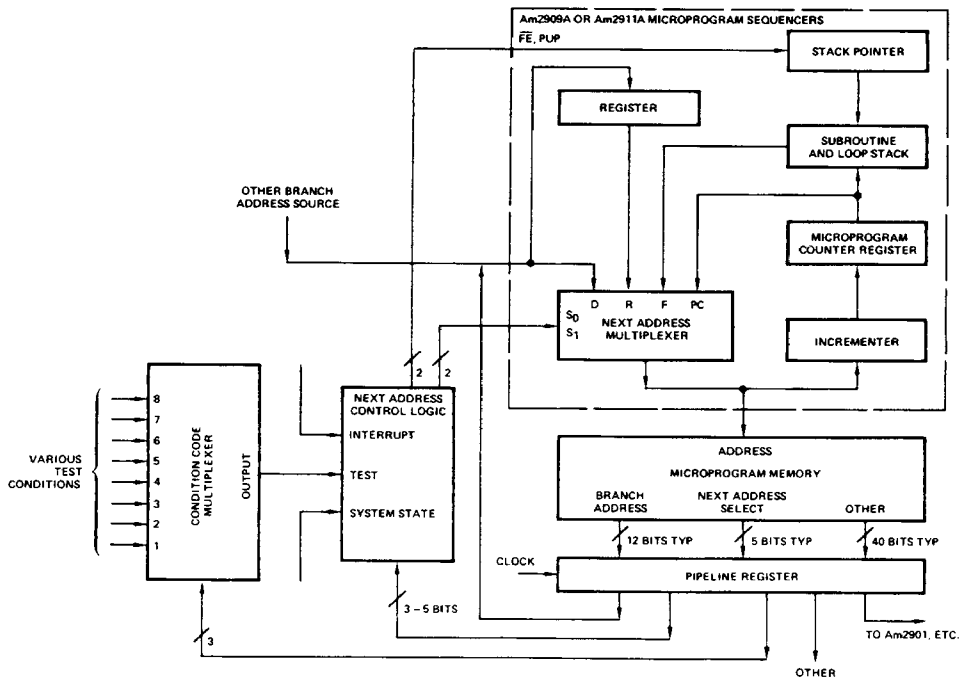 Am2909A OR Am2911A MICROPROGRAM SEQUENCERS
FE, PUP
STACK POINTER
REGISTER
SUBROUTINE
AND LOOP STACK
OTHER BRANCH
ADDRESS SOURCE
MICROPROGRAM
COUNTER REGISTER
D R F PC
S0
S1
NEXT ADDRESS
MULTIPLEXER
INCREMENTER
2
2
VARIOUS
TEST
CONDITIONS
8
7
6
5
4
3
2
1
CONDITION CODE
MULTIPLEXER
OUTPUT
NEXT ADDRESS
CONTROL LOGIC
INTERRUPT
TEST
SYSTEM STATE
ADDRESS
MICROPROGRAM MEMORY
BRANCH
ADDRESS
NEXT ADDRESS
SELECT
OTHER
12 BITS TYP
5 BITS TYP
40 BITS TYP
CLOCK
PIPELINE REGISTER
3 – 5 BITS
3
TO Am2901, ETC.
OTHER